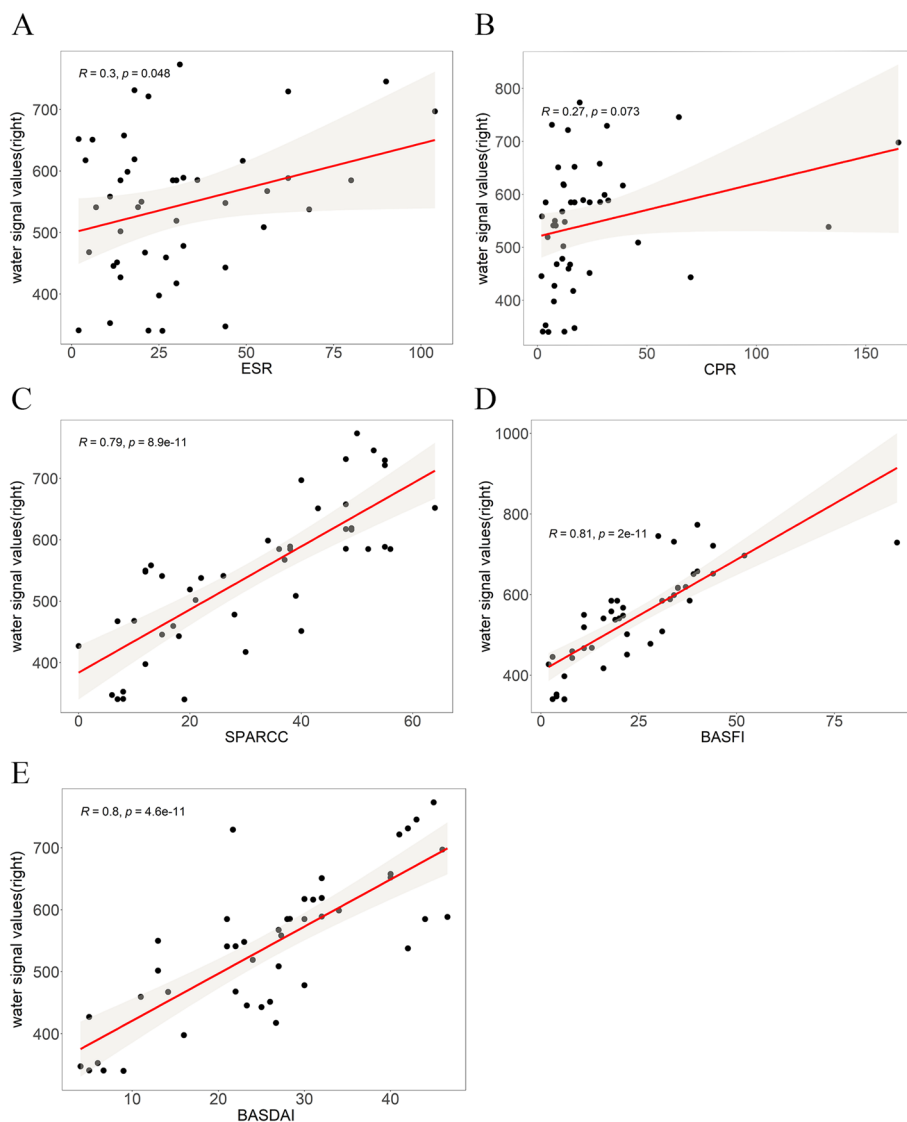 A
R = 0.3, p = 0.048
water signal values(right)
700
600
500
400
0
25
50
75
100
ESR
B
R = 0.27, p = 0.073
water signal values(right)
800
700
600
500
400
0
50
100
150
CPR
C
R = 0.79, p = 8.9e-11
water signal values(right)
700
600
500
400
0
20
40
60
SPARCC
D
R = 0.81, p = 2e-11
water signal values(right)
1000
800
600
400
0
25
50
75
BASFI
E
R = 0.8, p = 4.6e-11
water signal values(right)
700
600
500
400
10
20
30
40
BASDAI